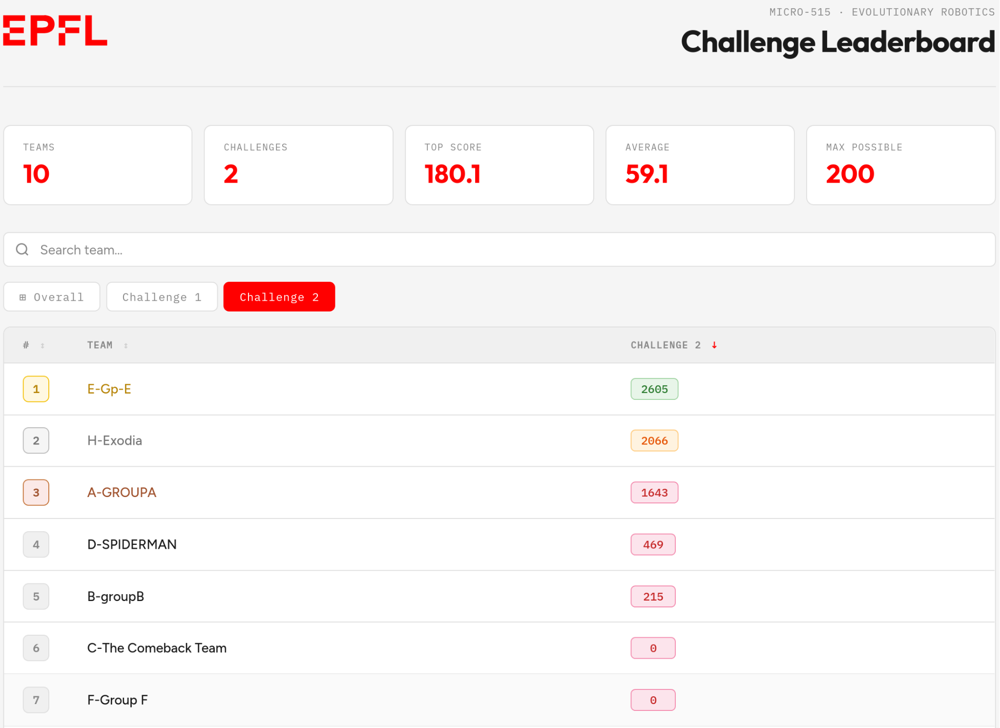 EPFL
MICRO-515 · EVOLUTIONARY ROBOTICS
Challenge Leaderboard
TEAMS
10
CHALLENGES
2
TOP SCORE
180.1
AVERAGE
59.1
MAX POSSIBLE
200
Search team...
⊞ Overall
Challenge 1
Challenge 2
# ↕ TEAM ↕ CHALLENGE 2 ↓
1 E-Gp-E 2605
2 H-Exodia 2066
3 A-GROUPA 1643
4 D-SPIDERMAN 469
5 B-groupB 215
6 C-The Comeback Team 0
7 F-Group F 0